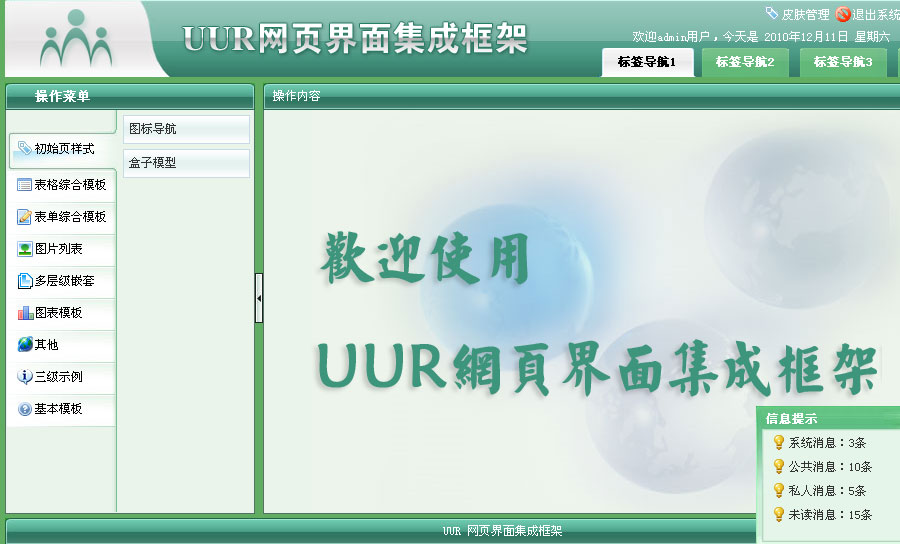 UUR网页界面集成框架
皮肤管理 退出系统
欢迎admin用户，今天是 2010年12月11日 星期六
标签导航1 标签导航2 标签导航3
操作菜单
操作内容
初始页样式
表格综合模板
表单综合模板
图片列表
多层级嵌套
图表模板
其他
三级示例
基本模板
图标导航
盒子模型
歡迎使用
UUR網頁界面集成框架
信息提示
系统消息：3条
公共消息：10条
私人消息：5条
未读消息：15条
UUR 网页界面集成框架